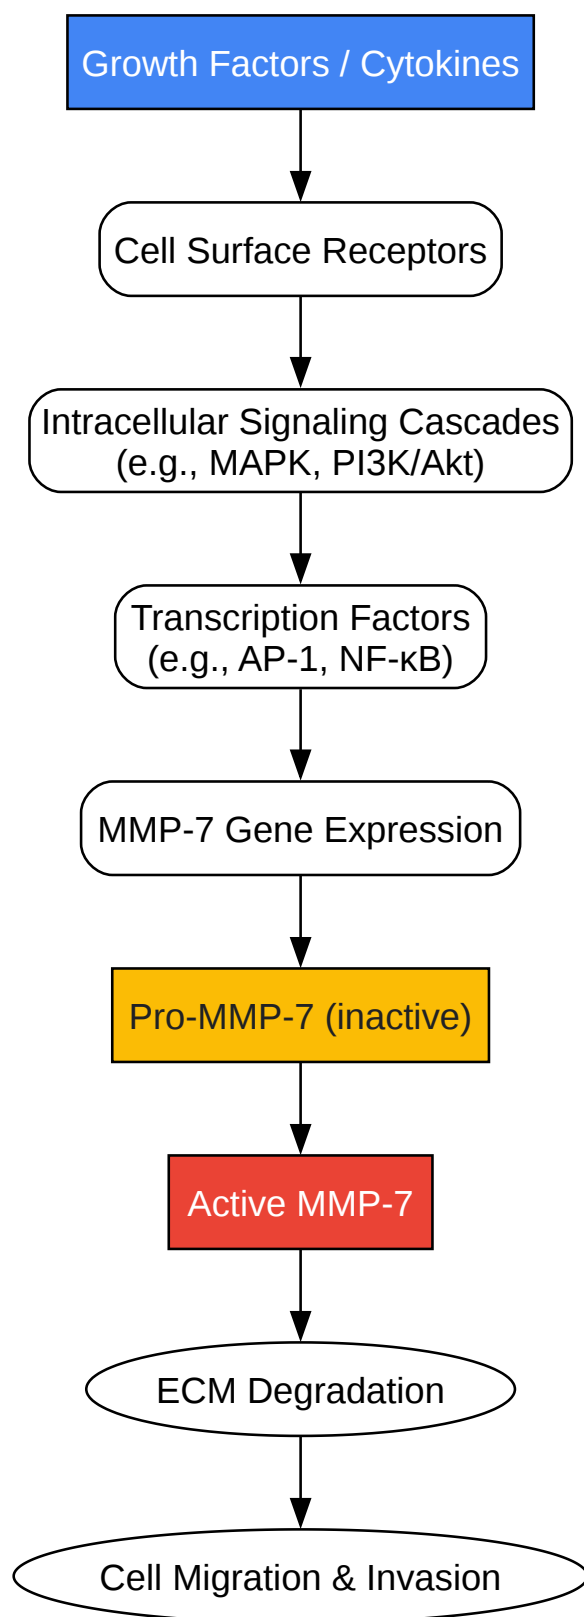 Growth Factors / Cytokines
Cell Surface Receptors
Intracellular Signaling Cascades
(e.g., MAPK, PI3K/Akt)
Transcription Factors
(e.g., AP-1, NF-κB)
MMP-7 Gene Expression
Pro-MMP-7 (inactive)
Active MMP-7
ECM Degradation
Cell Migration & Invasion